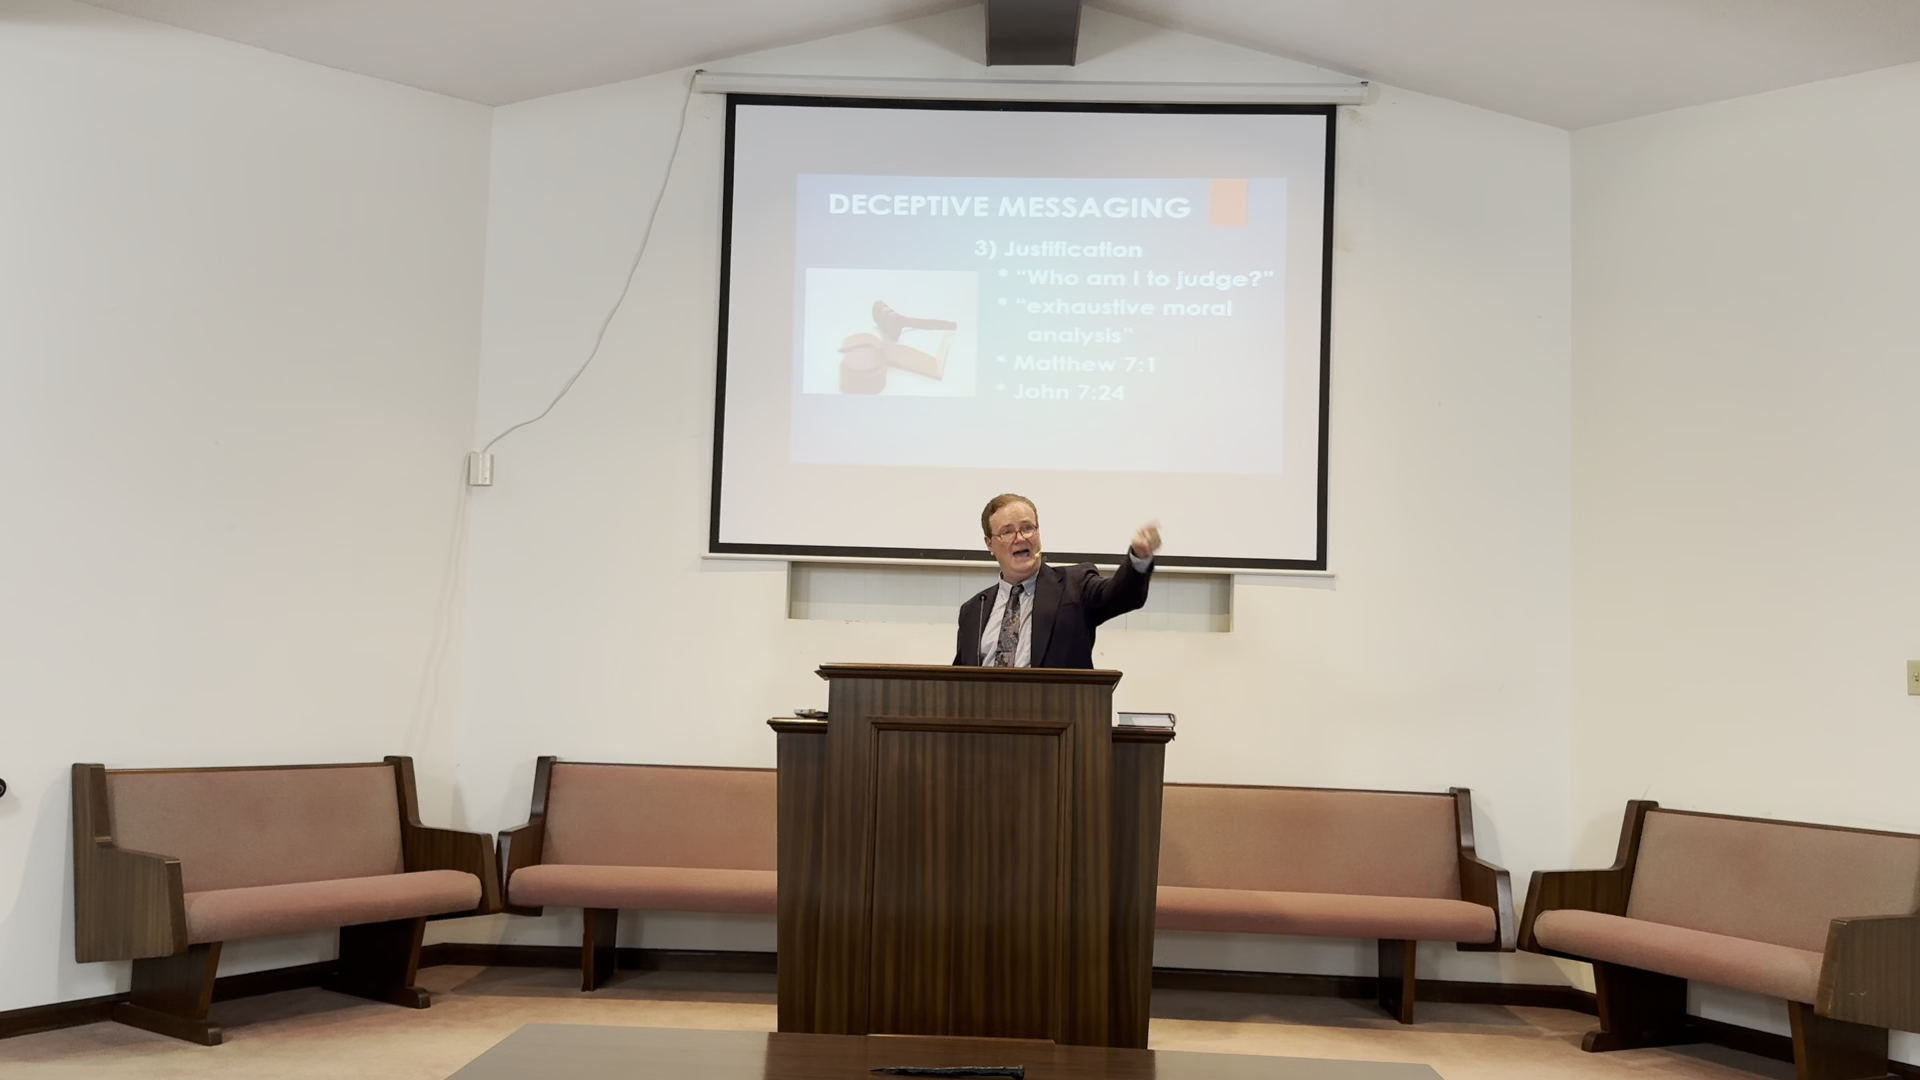 DECEPTIVE MESSAGING
3) Justification
* "Who am I to judge?"
* "exhaustive moral
analysis"
* Matthew 7:1
* John 7:24